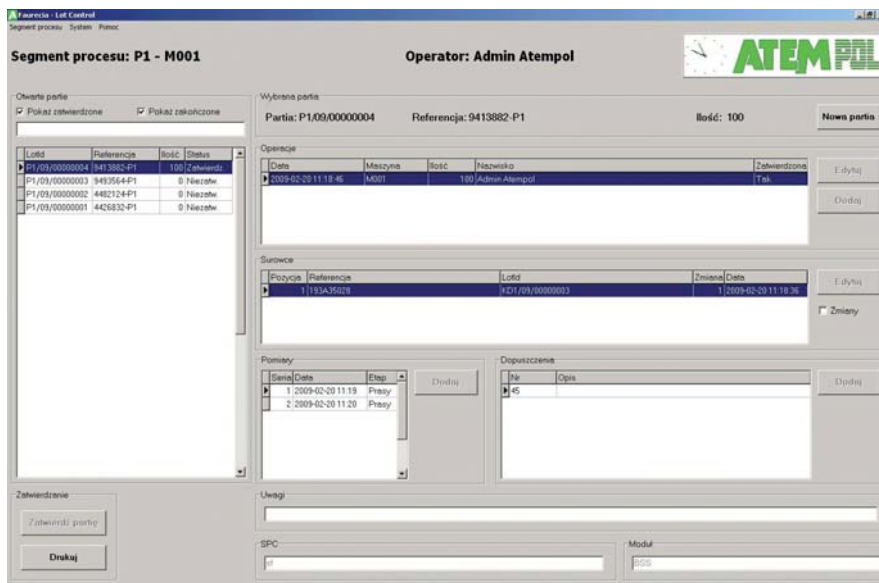 Faurecia - Lot Control
Segment procesu System Pomoc
Segment procesu: P1 - M001
Operator: Admin Atempol
ATEMPOL
Otwarte partie
Pokaż zatwierdzone Pokaż zakończone
LotId Referencja Ilość Status
P1/09/00000004 9413882-P1 100 Zatwierdz.
P1/09/00000003 9493564-P1 0 Niezatw.
P1/09/00000002 4482124-P1 0 Niezatw.
P1/09/00000001 4426832-P1 0 Niezatw.
Zatwierdzanie
Zatwierdź partię
Drukuj
Wybrana partia
Partia: P1/09/00000004 Referencja: 9413882-P1 Ilość: 100
Nowa partia
Operacje
Data Maszyna Ilość Nazwisko Zatwierdzona
2009-02-20 11:18:46 M001 100 Admin Atempol Tak
Edytuj
Dodaj
Surowce
Pozycja Referencja LotId Zmiana Data
1 193A35028 KD1/09/00000003 1 2009-02-20 11:18:36
Edytuj
Zmiany
Pomiary
Seria Data Etap
1 2009-02-20 11:19 Prasy
2 2009-02-20 11:20 Prasy
Dodaj
Dopuszczenia
Nr Opis
45
Dodaj
Uwagi
SPC
sf
Moduł
BSS